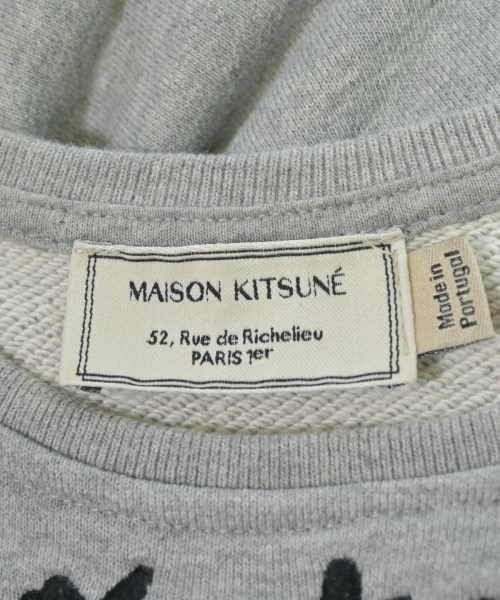 MAISON KITSUNÉ
52, Rue de Richelieu
PARIS 1er
Made in
Portugal